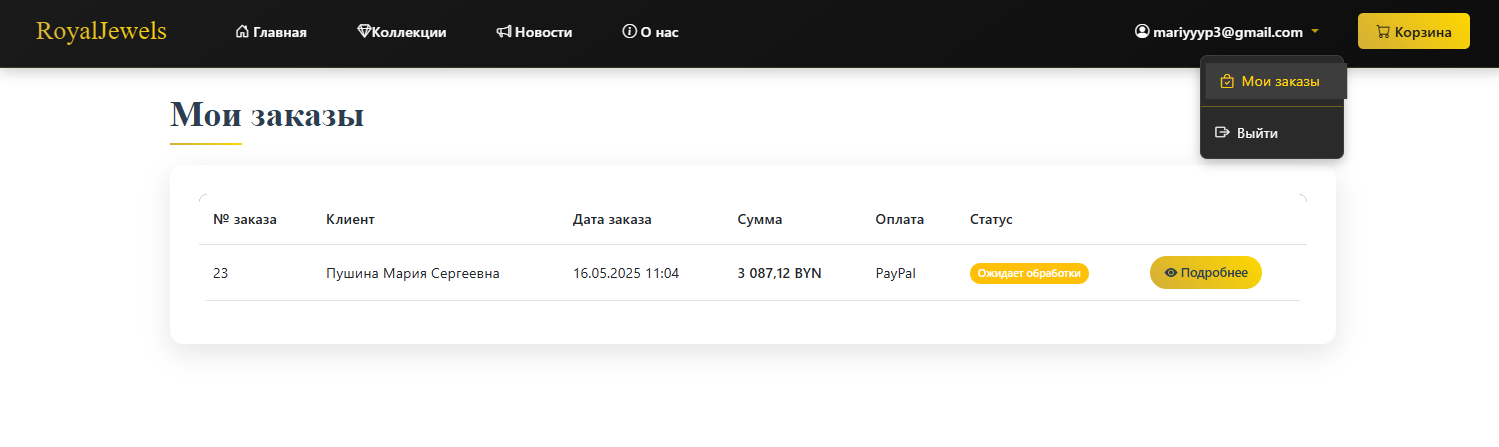 RoyalJewels Главная Коллекции Новости О нас mariyyyp3@gmail.com Корзина
Мои заказы
Выйти
Мои заказы
№ заказа Клиент Дата заказа Сумма Оплата Статус
23 Пушина Мария Сергеевна 16.05.2025 11:04 3 087,12 BYN PayPal Ожидает обработки Подробнее